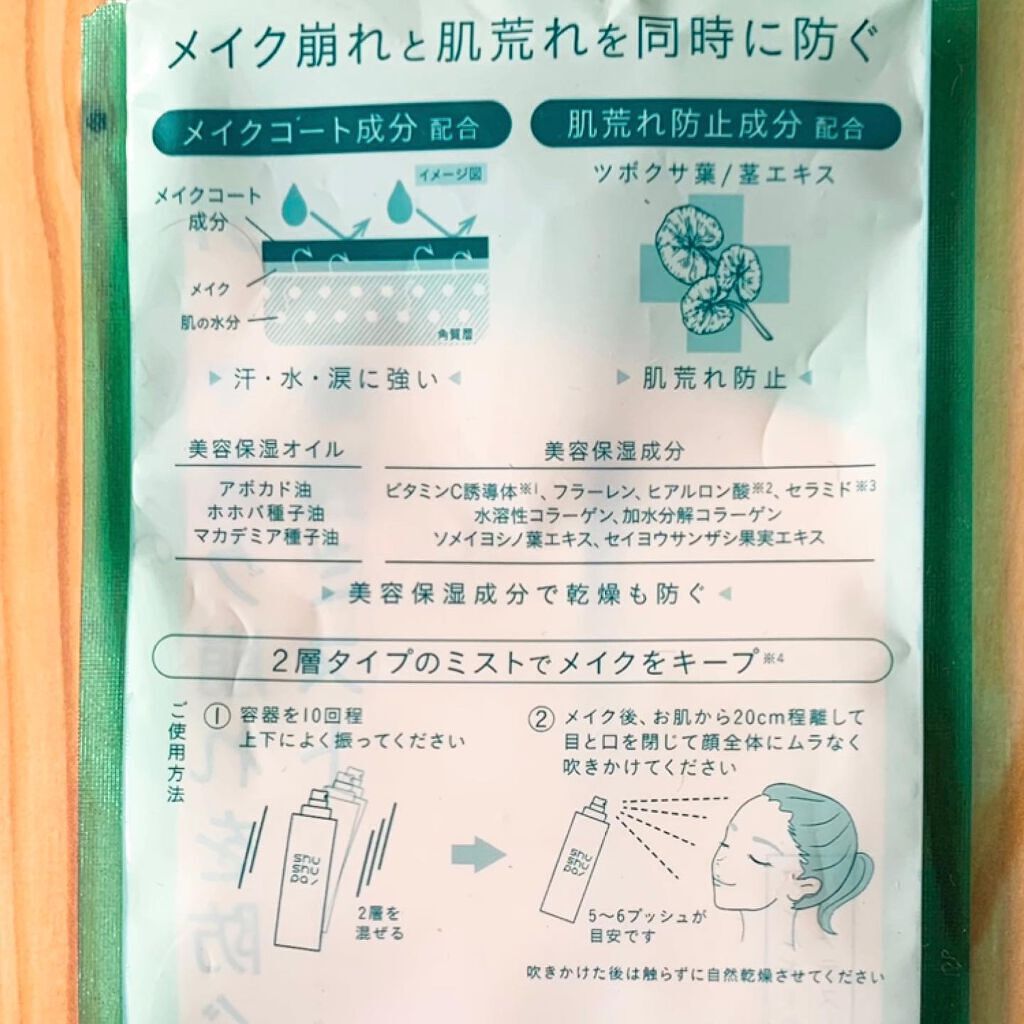 メイク崩れと肌荒れを同時に防ぐ
メイクコート成分 配合
イメージ図
メイクコート
成分
メイク
肌の水分
角質層
汗・水・涙に強い
肌荒れ防止成分 配合
ツボクサ葉/茎エキス
肌荒れ防止
美容保湿オイル
アボカド油
ホホバ種子油
マカデミア種子油
美容保湿成分
ビタミンC誘導体※1、フラーレン、ヒアルロン酸※2、セラミド※3
水溶性コラーゲン、加水分解コラーゲン
ソメイヨシノ葉エキス、セイヨウサンザシ果実エキス
美容保湿成分で乾燥も防ぐ
2層タイプのミストでメイクをキープ※4
ご使用方法
① 容器を10回程
上下によく振ってください
shu
shu
pa/
2層を
混ぜる
② メイク後、お肌から20cm程離して
目と口を閉じて顔全体にムラなく
吹きかけてください
shu
shu
pa/
5〜6プッシュが
目安です
吹きかけた後は触らずに自然乾燥させてください